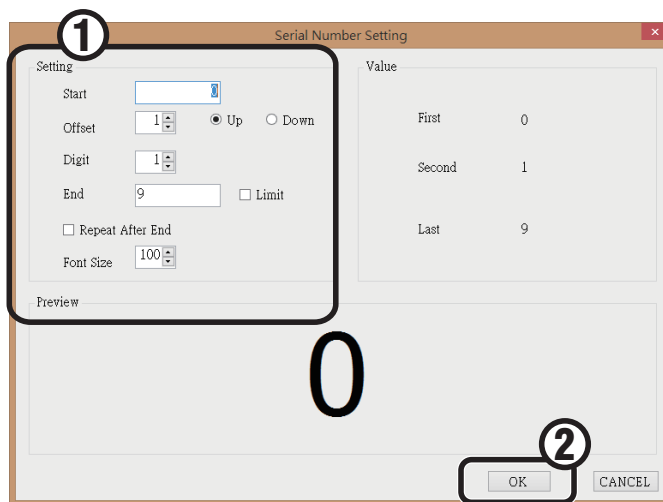 1
Serial Number Setting
×
Setting
Start 0
Offset 1 Up Down
Digit 1
End 9 Limit
Repeat After End
Font Size 100
Value
First 0
Second 1
Last 9
Preview
0
2
OK CANCEL